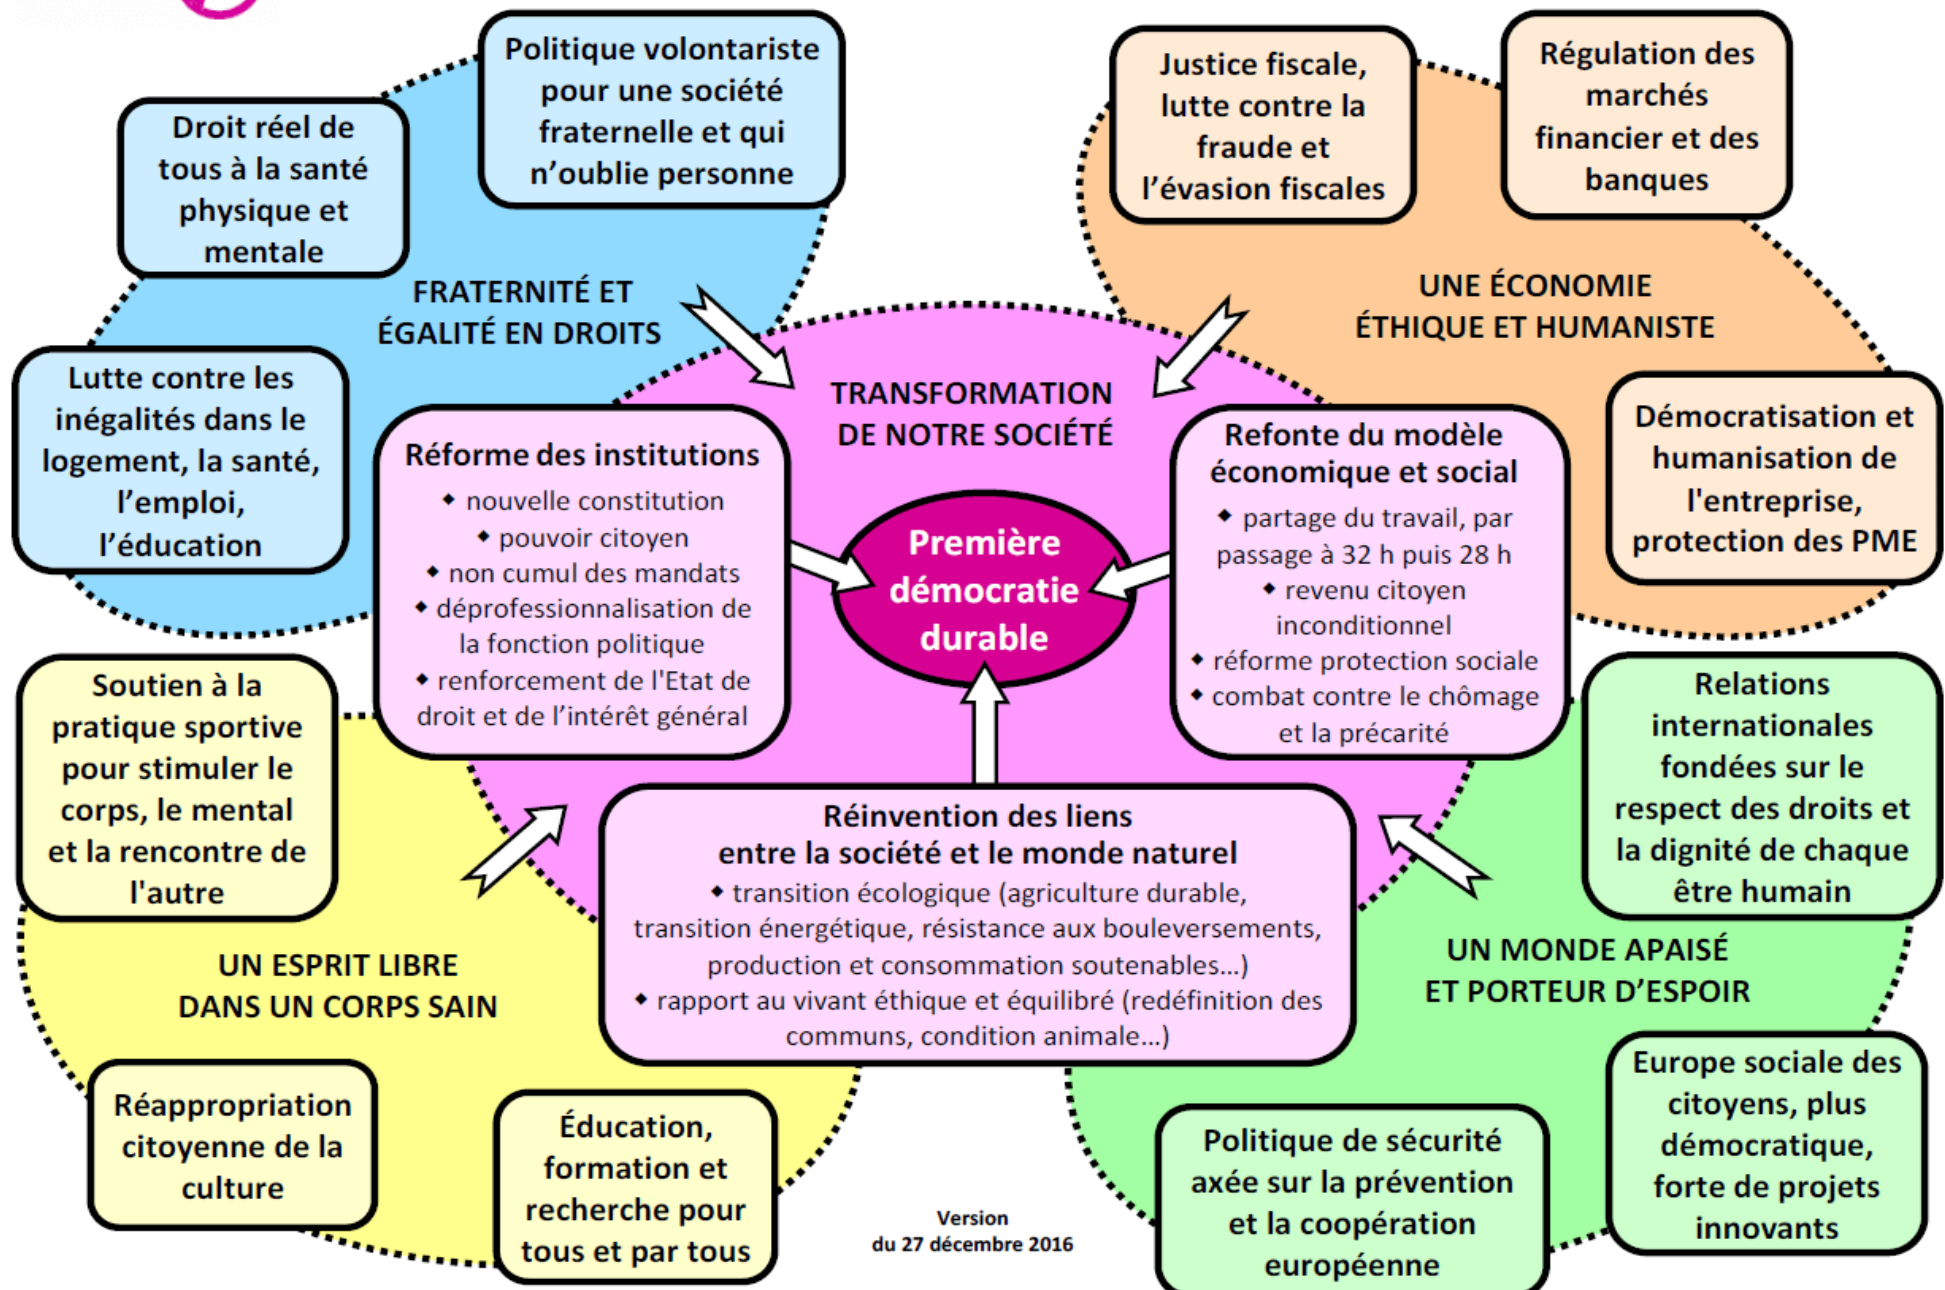 Politique volontariste
pour une société
fraternelle et qui
n'oublie personne
Droit réel de
tous à la santé
physique et
mentale
FRATERNITÉ ET
ÉGALITÉ EN DROITS
Lutte contre les
inégalités dans le
logement, la santé,
l'emploi,
l'éducation
Justice fiscale,
lutte contre la
fraude et
l'évasion fiscales
Régulation des
marchés
financier et des
banques
UNE ÉCONOMIE
ÉTHIQUE ET HUMANISTE
Démocratisation et
humanisation de
l'entreprise,
protection des PME
TRANSFORMATION
DE NOTRE SOCIÉTÉ
Réforme des institutions
◆ nouvelle constitution
◆ pouvoir citoyen
◆ non cumul des mandats
◆ déprofessionnalisation de
la fonction politique
◆ renforcement de l'Etat de
droit et de l'intérêt général
Première
démocratie
durable
Refonte du modèle
économique et social
◆ partage du travail, par
passage à 32 h puis 28 h
◆ revenu citoyen
inconditionnel
◆ réforme protection sociale
◆ combat contre le chômage
et la précarité
Réinvention des liens
entre la société et le monde naturel
◆ transition écologique (agriculture durable,
transition énergétique, résistance aux bouleversements,
production et consommation soutenables...)
◆ rapport au vivant éthique et équilibré (redéfinition des
communs, condition animale...)
Soutien à la
pratique sportive
pour stimuler le
corps, le mental
et la rencontre de
l'autre
UN ESPRIT LIBRE
DANS UN CORPS SAIN
Réappropriation
citoyenne de la
culture
Éducation,
formation et
recherche pour
tous et par tous
Relations
internationales
fondées sur le
respect des droits et
la dignité de chaque
être humain
UN MONDE APAISÉ
ET PORTEUR D'ESPOIR
Europe sociale des
citoyens, plus
démocratique,
forte de projets
innovants
Politique de sécurité
axée sur la prévention
et la coopération
européenne
Version
du 27 décembre 2016